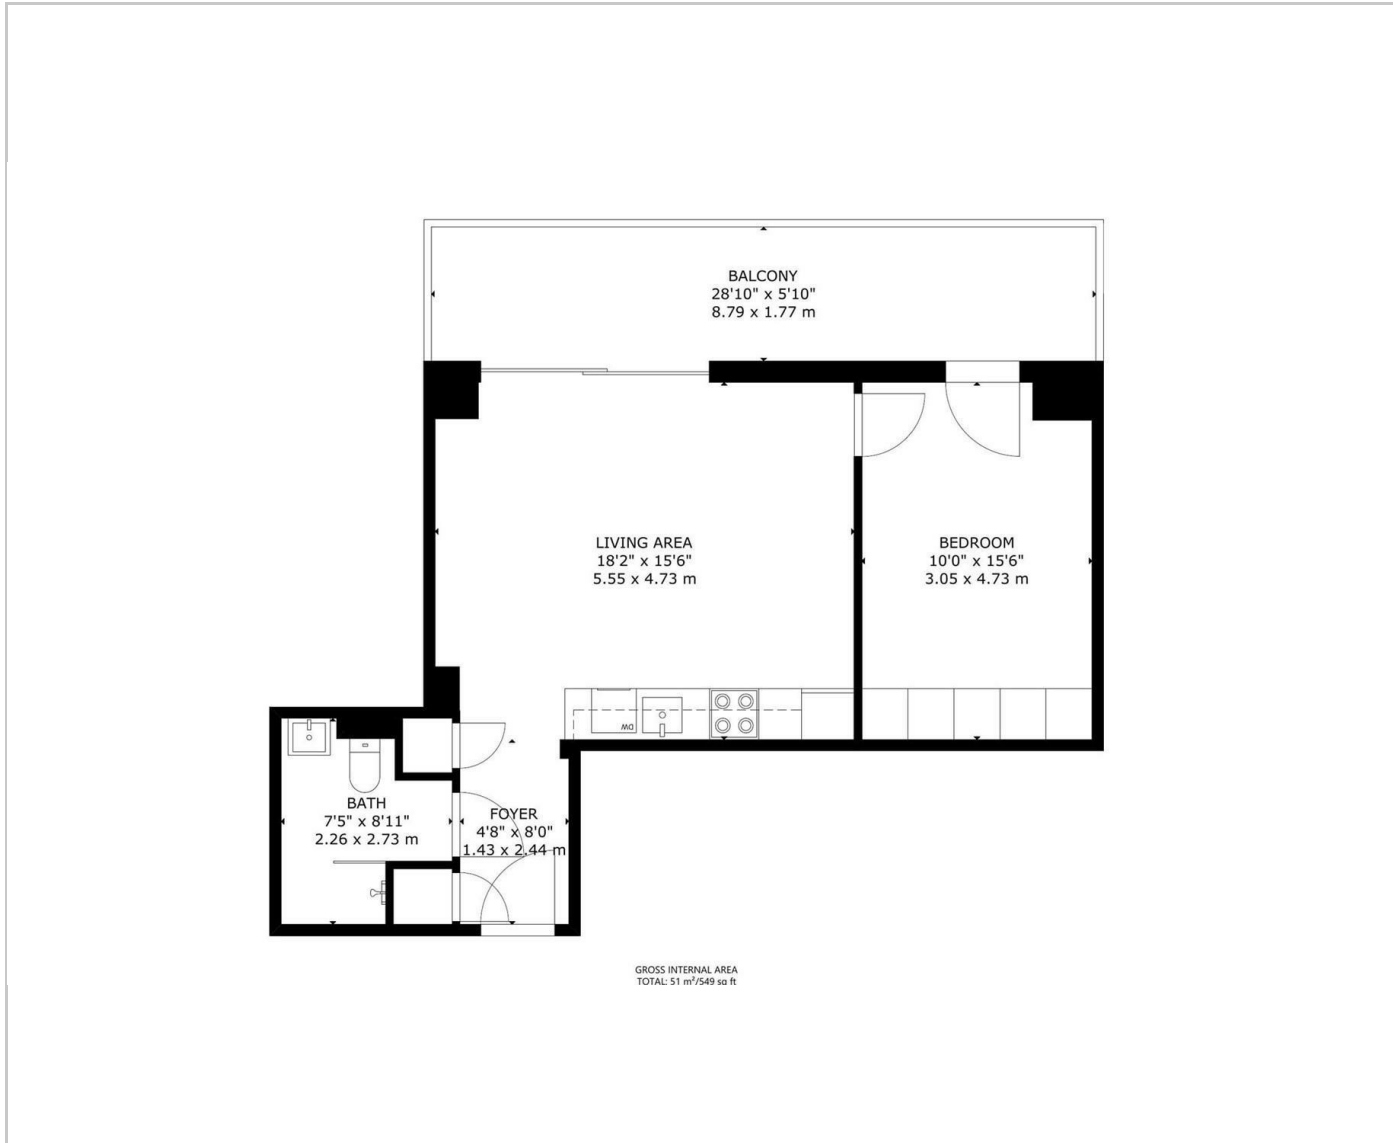 BALCONY
28'10" x 5'10"
8.79 x 1.77 m
LIVING AREA
18'2" x 15'6"
5.55 x 4.73 m
BEDROOM
10'0" x 15'6"
3.05 x 4.73 m
DW
BATH
7'5" x 8'11"
2.26 x 2.73 m
FOYER
4'8" x 8'0"
1.43 x 2.44 m
GROSS INTERNAL AREA
TOTAL: 51 m²/549 sq ft